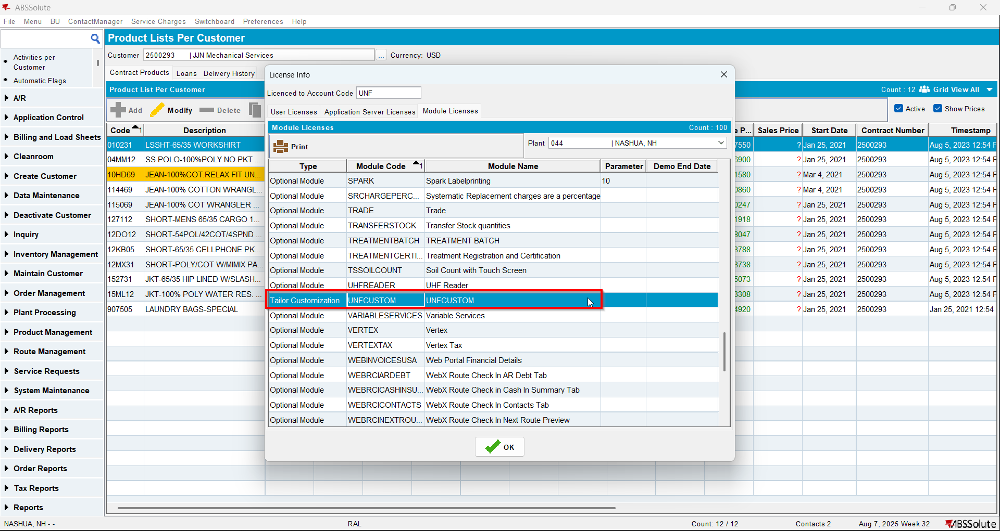 ABSSolute
File Menu BU ContactManager Service Charges Switchboard Preferences Help
Product Lists Per Customer
Activities per
Customer
Automatic Flags
A/R
Application Control
Billing and Load Sheets
Cleanroom
Create Customer
Data Maintenance
Deactivate Customer
Inquiry
Inventory Management
Maintain Customer
Order Management
Plant Processing
Product Management
Route Management
Service Requests
System Maintenance
A/R Reports
Billing Reports
Delivery Reports
Order Reports
Tax Reports
Reports
Customer 2500293 | JJN Mechanical Services ... Currency: USD
Contract Products Loans Delivery History
Product List Per Customer Count : 12 Grid View All
Add Modify Delete Active Show Prices
Code 1 Description e P... Sales Price Start Date Contract Number Timestamp
010231 LSSHT-65/35 WORKSHIRT 7550 ? Jan 25, 2021 2500293 Aug 5, 2023 12:54 F
04MM12 SS POLO-100%POLY NO PKT ... 6900 ? Jan 25, 2021 2500293 Aug 5, 2023 12:54 F
10HD69 JEAN-100%COT.RELAX FIT UN... 1580 ? Mar 4, 2021 2500293 Aug 5, 2023 12:54 F
114469 JEAN-100% COTTON WRANGL... 0860 ? Mar 4, 2021 2500293 Aug 5, 2023 12:54 F
115069 JEAN-100% COT WRANGLER ... 0247 ? Jan 25, 2021 2500293 Aug 5, 2023 12:54 F
127112 SHORT-MENS 65/35 CARGO 1... 1918 ? Jan 25, 2021 2500293 Aug 5, 2023 12:54 F
12DO12 SHORT-54POL/42COT/4SPND ... 8047 ? Jan 25, 2021 2500293 Aug 5, 2023 12:54 F
12KB05 SHORT-65/35 CELLPHONE PK... 3788 ? Jan 25, 2021 2500293 Aug 5, 2023 12:54 F
12MX31 SHORT-POLY/COT W/MIMIX PA... 3738 ? Jan 25, 2021 2500293 Aug 5, 2023 12:54 F
152731 JKT-65/35 HIP LINED W/SLASH... 5073 ? Jan 25, 2021 2500293 Aug 5, 2023 12:54 F
15ML12 JKT-100% POLY WATER RES. ... 3308 ? Jan 25, 2021 2500293 Aug 5, 2023 12:54 F
907505 LAUNDRY BAGS-SPECIAL 4920 ? Jan 25, 2021 2500293 Jan 25, 2021 12:54
License Info
Licenced to Account Code UNF
User Licenses Application Server Licenses Module Licenses
Module Licenses Count : 100
Print Plant 044 | NASHUA, NH
Type Module Code 1 Module Name Parameter Demo End Date
Optional Module SPARK Spark Labelprinting 10
Optional Module SRCHARGEPERC... Systematic Replacement charges are a percentage
Optional Module TRADE Trade
Optional Module TRANSFERSTOCK Transfer Stock quantities
Optional Module TREATMENTBATCH TREATMENT BATCH
Optional Module TREATMENTCERTI... Treatment Registration and Certification
Optional Module TSSOILCOUNT Soil Count with Touch Screen
Optional Module UHFREADER UHF Reader
Tailor Customization UNFCUSTOM UNFCUSTOM
Optional Module VARIABLESERVICES Variable Services
Optional Module VERTEX Vertex
Optional Module VERTEXTAX Vertex Tax
Optional Module WEBINVOICESUSA Web Portal Financial Details
Optional Module WEBRCIARDEBT WebX Route Check In AR Debt Tab
Optional Module WEBRCICASHINSU... WebX Route Check in Cash In Summary Tab
Optional Module WEBRCICONTACTS WebX Route Check In Contacts Tab
Optional Module WEBRCINEXTROU... WebX Route Check In Next Route Preview
OK
NASHUA, NH - - RAL Count: 12 / 12 Contacts 2 Aug 7, 2025 Week 32 ABSSolute